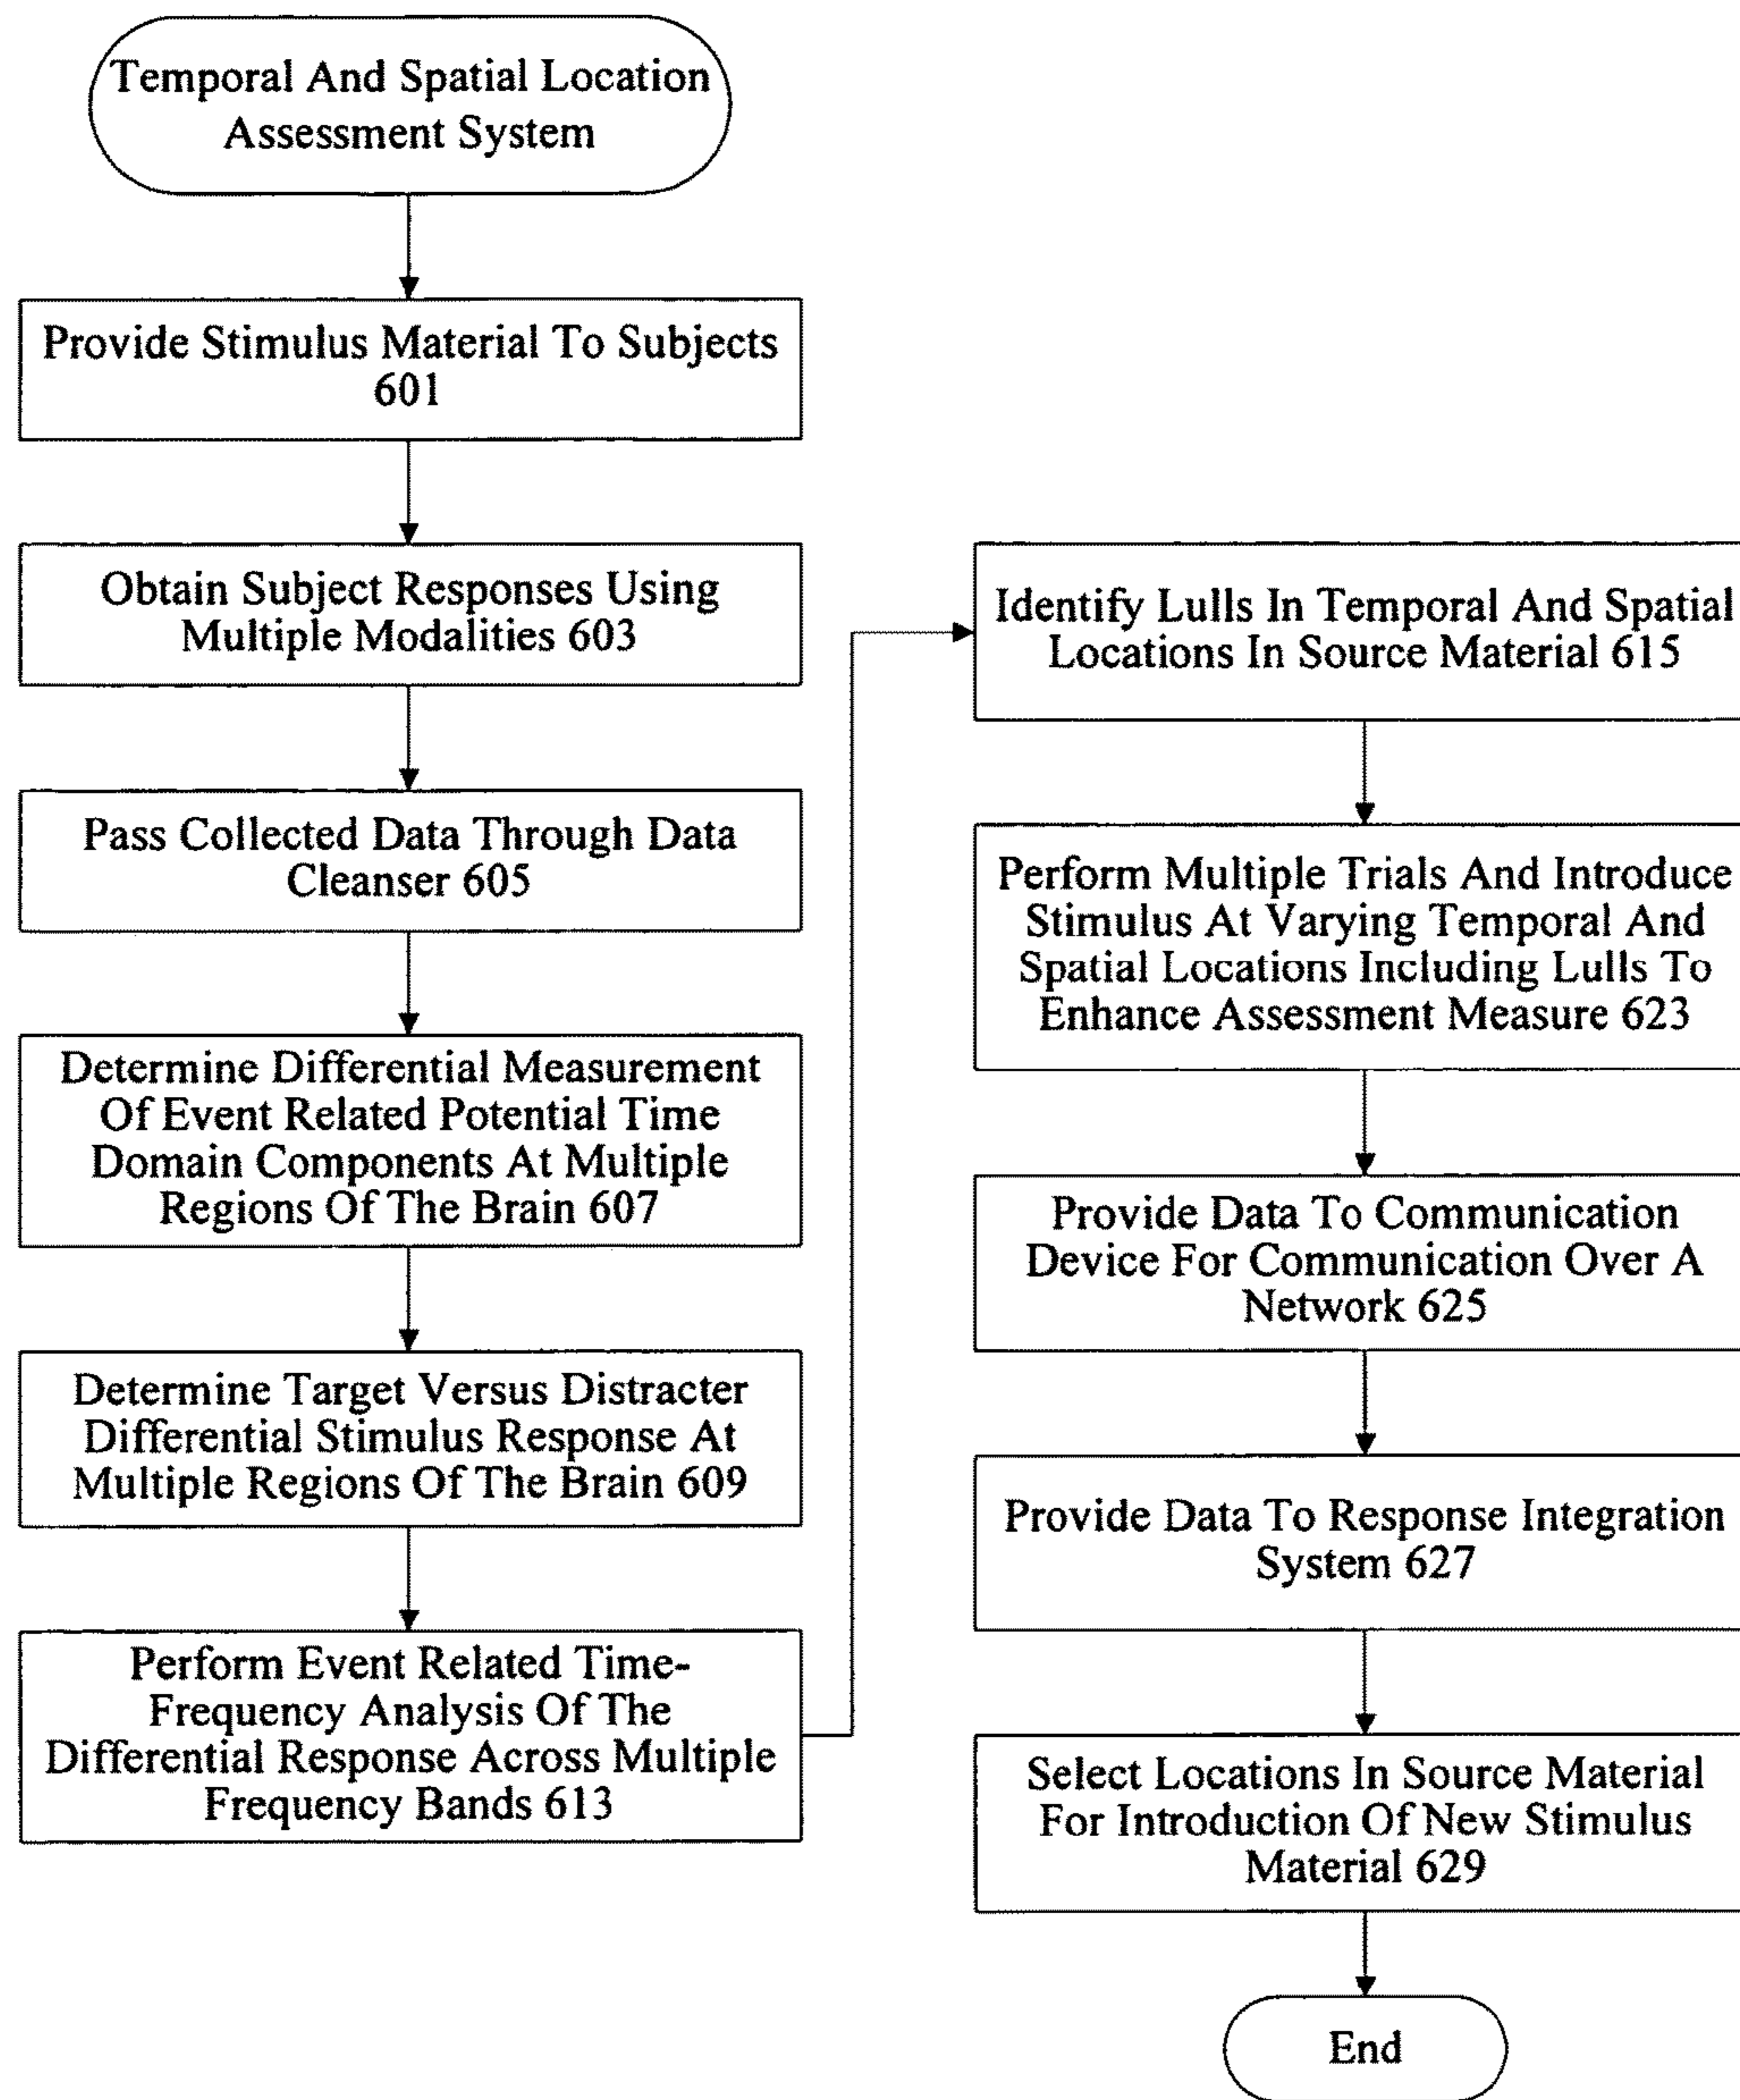 Temporal And Spatial Location
Assessment System
Provide Stimulus Material To Subjects
601
Obtain Subject Responses Using
Multiple Modalities 603
Pass Collected Data Through Data
Cleanser 605
Determine Differential Measurement
Of Event Related Potential Time
Domain Components At Multiple
Regions Of The Brain 607
Determine Target Versus Distracter
Differential Stimulus Response At
Multiple Regions Of The Brain 609
Perform Event Related Time-
Frequency Analysis Of The
Differential Response Across Multiple
Frequency Bands 613
Identify Lulls In Temporal And Spatial
Locations In Source Material 615
Perform Multiple Trials And Introduce
Stimulus At Varying Temporal And
Spatial Locations Including Lulls To
Enhance Assessment Measure 623
Provide Data To Communication
Device For Communication Over A
Network 625
Provide Data To Response Integration
System 627
Select Locations In Source Material
For Introduction Of New Stimulus
Material 629
End